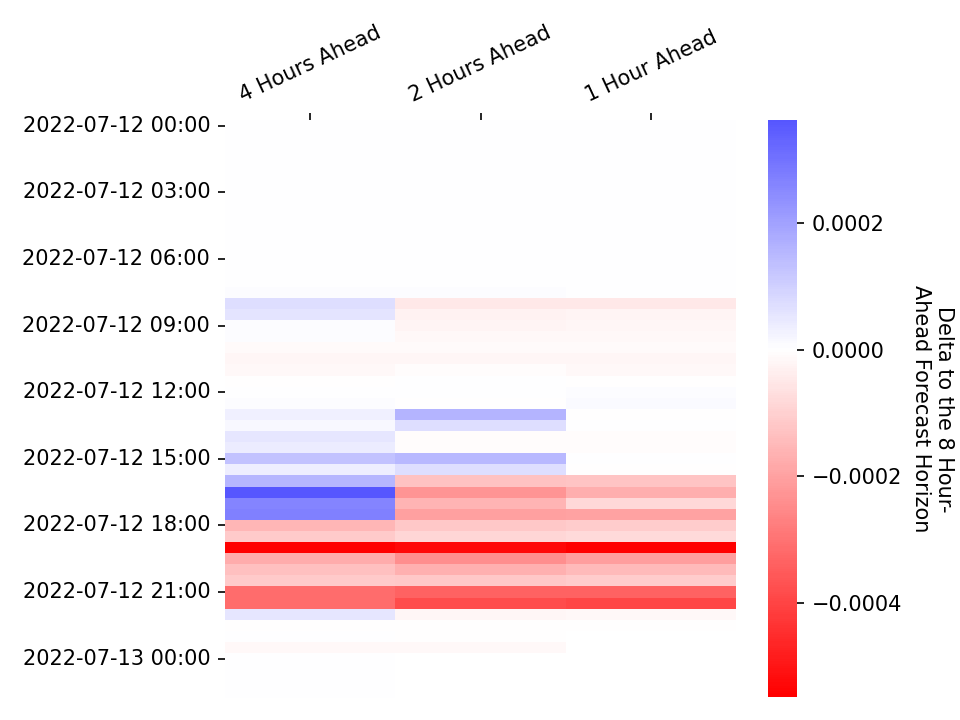 4 Hours Ahead
2 Hours Ahead
1 Hour Ahead
2022-07-12 00:00
2022-07-12 03:00
2022-07-12 06:00
2022-07-12 09:00
2022-07-12 12:00
2022-07-12 15:00
2022-07-12 18:00
2022-07-12 21:00
2022-07-13 00:00
0.0002
0.0000
−0.0002
−0.0004
Delta to the 8 Hour-
Ahead Forecast Horizon